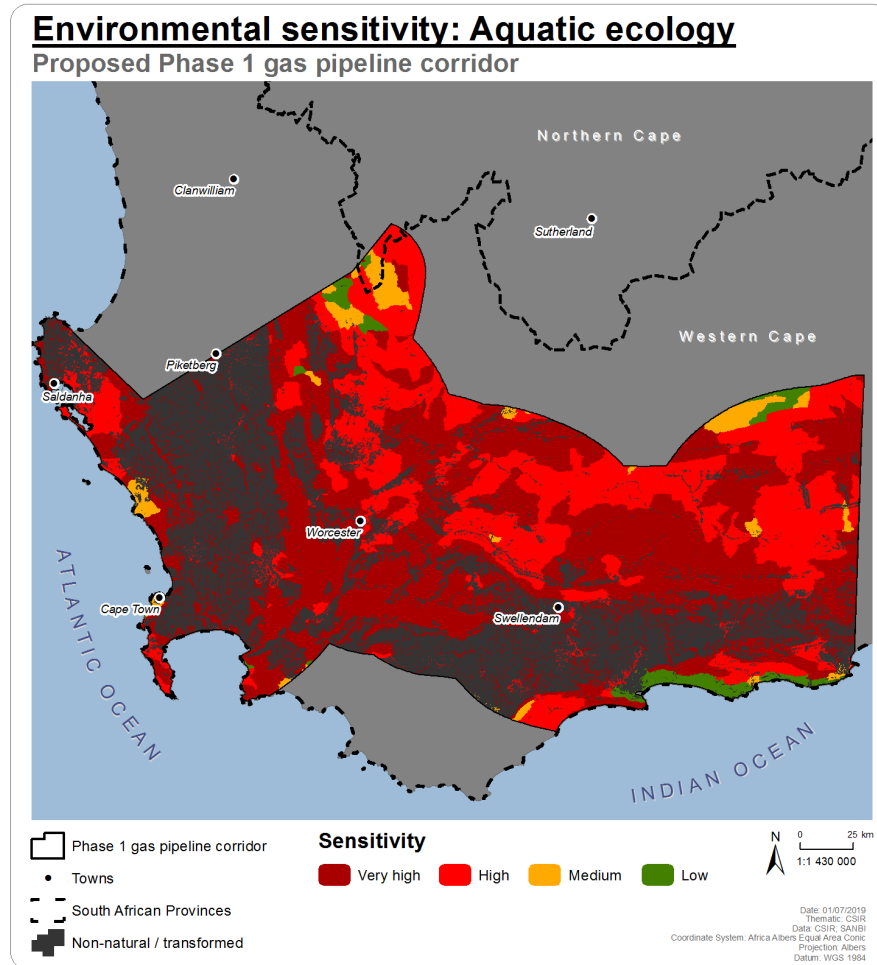 Environmental sensitivity: Aquatic ecology
Proposed Phase 1 gas pipeline corridor
Northern Cape
Clanwilliam
Sutherland
Western Cape
Piketberg
Saldanha
Worcester
ATLANTIC OCEAN
Cape Town
Swellendam
INDIAN OCEAN
Phase 1 gas pipeline corridor
Towns
South African Provinces
Non-natural / transformed
Sensitivity
Very high
High
Medium
Low
N
0 25 km
1:1 430 000
Date: 01/07/2019
Thematic: CSIR
Data: CSIR; SANBI
Coordinate System: Africa Albers Equal Area Conic
Projection: Albers
Datum: WGS 1984